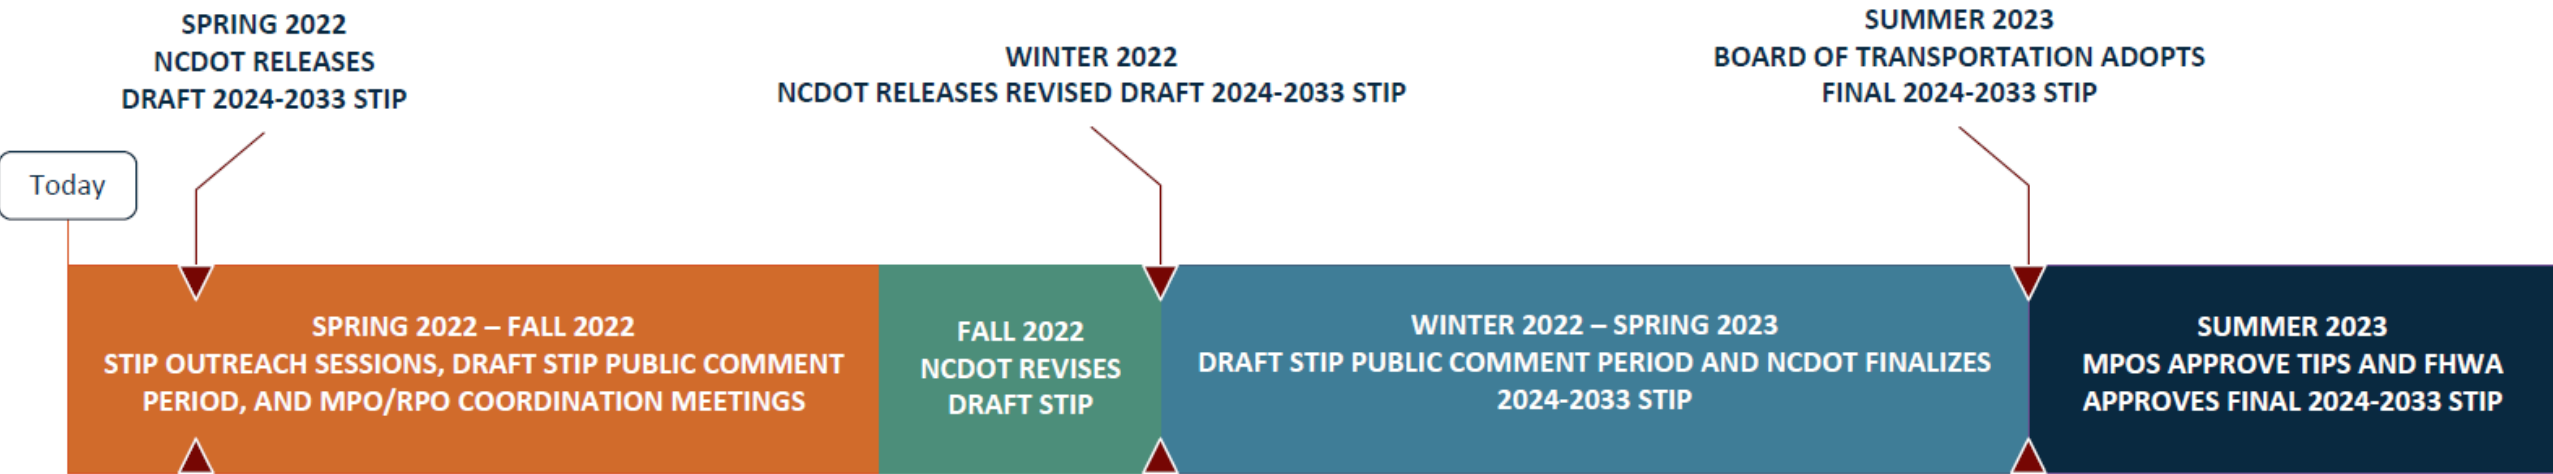 SPRING 2022
NCDOT RELEASES
DRAFT 2024-2033 STIP
WINTER 2022
NCDOT RELEASES REVISED DRAFT 2024-2033 STIP
SUMMER 2023
BOARD OF TRANSPORTATION ADOPTS
FINAL 2024-2033 STIP
Today
SPRING 2022 – FALL 2022
STIP OUTREACH SESSIONS, DRAFT STIP PUBLIC COMMENT
PERIOD, AND MPO/RPO COORDINATION MEETINGS
FALL 2022
NCDOT REVISES
DRAFT STIP
WINTER 2022 – SPRING 2023
DRAFT STIP PUBLIC COMMENT PERIOD AND NCDOT FINALIZES
2024-2033 STIP
SUMMER 2023
MPOS APPROVE TIPS AND FHWA
APPROVES FINAL 2024-2033 STIP